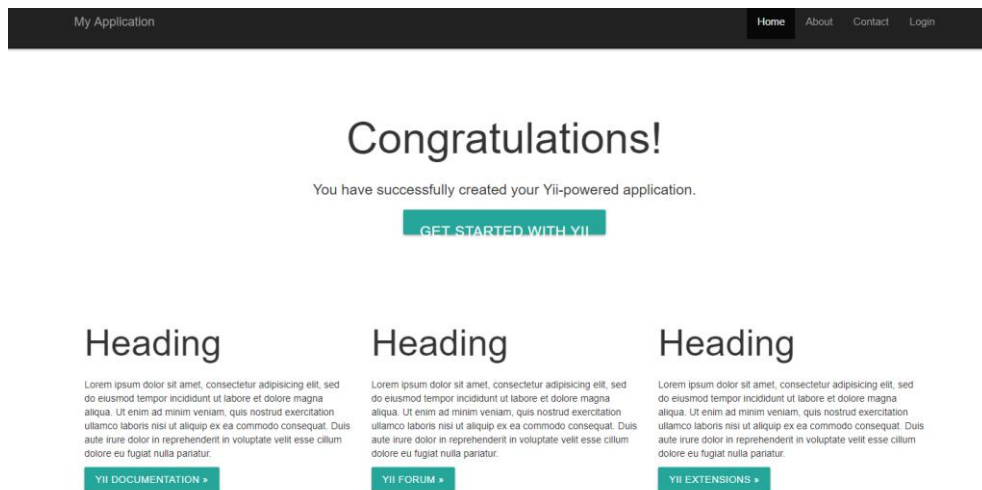 My Application
Home About Contact Login
Congratulations!
You have successfully created your Yii-powered application.
GET STARTED WITH YII
Heading
Lorem ipsum dolor sit amet, consectetur adipisicing elit, sed
do eiusmod tempor incididunt ut labore et dolore magna
aliqua. Ut enim ad minim veniam, quis nostrud exercitation
ullamco laboris nisi ut aliquip ex ea commodo consequat. Duis
aute irure dolor in reprehenderit in voluptate velit esse cillum
dolore eu fugiat nulla pariatur.
YII DOCUMENTATION »
Heading
Lorem ipsum dolor sit amet, consectetur adipisicing elit, sed
do eiusmod tempor incididunt ut labore et dolore magna
aliqua. Ut enim ad minim veniam, quis nostrud exercitation
ullamco laboris nisi ut aliquip ex ea commodo consequat. Duis
aute irure dolor in reprehenderit in voluptate velit esse cillum
dolore eu fugiat nulla pariatur.
YII FORUM »
Heading
Lorem ipsum dolor sit amet, consectetur adipisicing elit, sed
do eiusmod tempor incididunt ut labore et dolore magna
aliqua. Ut enim ad minim veniam, quis nostrud exercitation
ullamco laboris nisi ut aliquip ex ea commodo consequat. Duis
aute irure dolor in reprehenderit in voluptate velit esse cillum
dolore eu fugiat nulla pariatur.
YII EXTENSIONS »